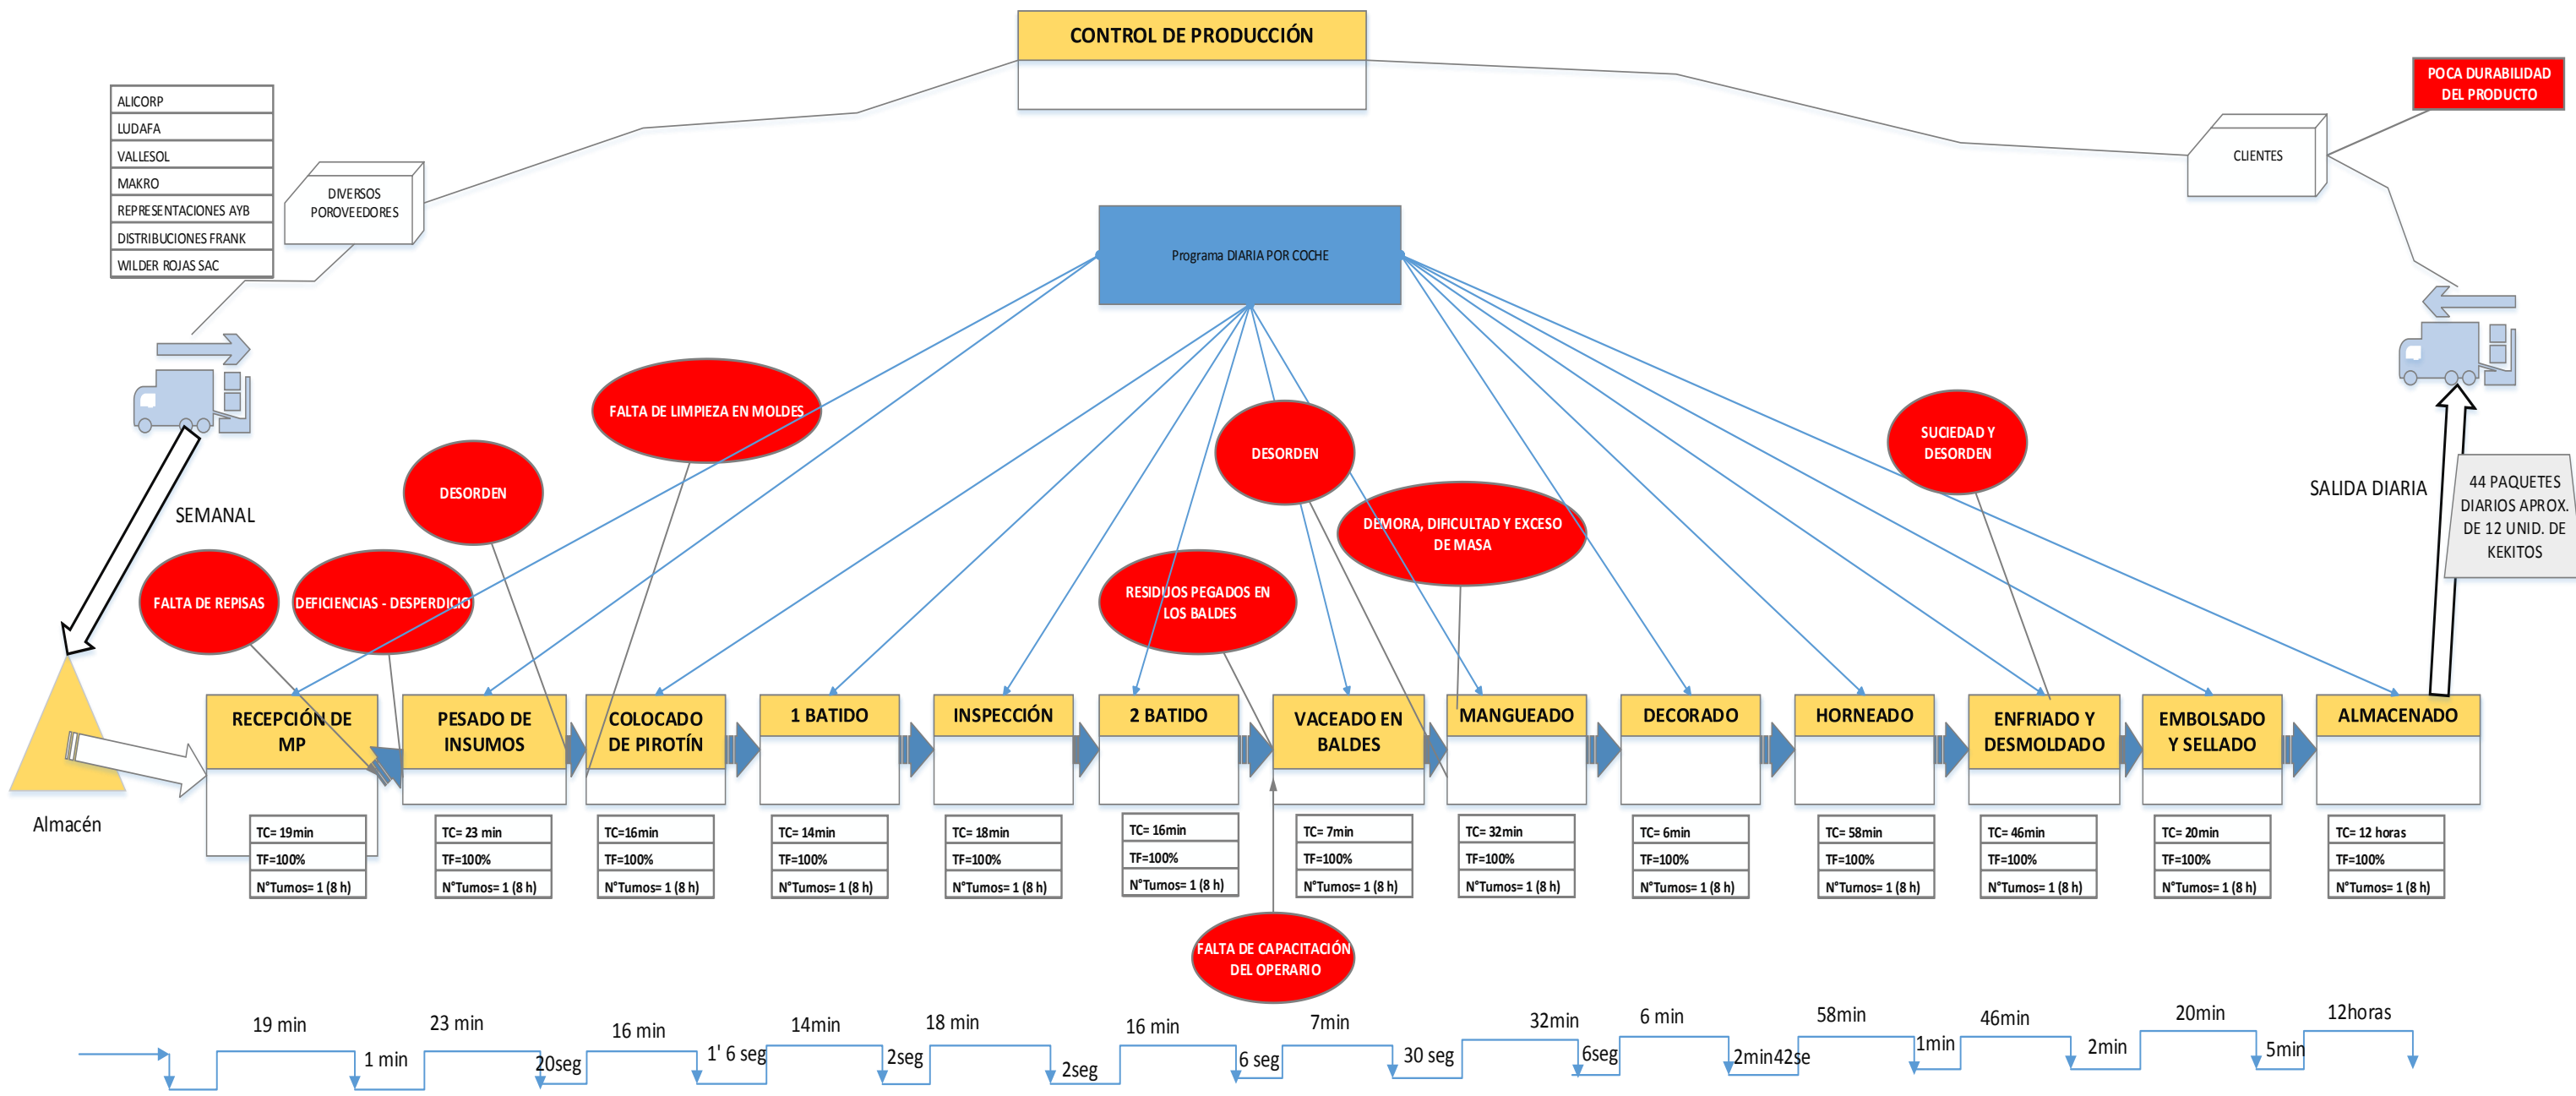 CONTROL DE PRODUCCIÓN
POCA DURABILIDAD
DEL PRODUCTO
ALICORP
LUDAFA
VALLESOL
MAKRO
REPRESENTACIONES AYB
DISTRIBUCIONES FRANK
WILDER ROJAS SAC
DIVERSOS
POROVEEDORES
CLIENTES
Programa DIARIA POR COCHE
FALTA DE LIMPIEZA EN MOLDES
DESORDEN
DESORDEN
SUCIEDAD Y
DESORDEN
SEMANAL
SALIDA DIARIA
44 PAQUETES
DIARIOS APROX.
DE 12 UNID. DE
KEKITOS
DEMORA, DIFICULTAD Y EXCESO
DE MASA
FALTA DE REPISAS
DEFICIENCIAS - DESPERDICIO
RESIDUOS PEGADOS EN
LOS BALDES
Almacén
RECEPCIÓN DE
MP
PESADO DE
INSUMOS
COLOCADO
DE PIROTÍN
1 BATIDO
INSPECCIÓN
2 BATIDO
VACEADO EN
BALDES
MANGUEADO
DECORADO
HORNEADO
ENFRIADO Y
DESMOLDADO
EMBOLSADO
Y SELLADO
ALMACENADO
TC= 19min
TF=100%
N°Turnos= 1 (8 h)
TC= 23 min
TF=100%
N°Turnos= 1 (8 h)
TC=16min
TF=100%
N°Turnos= 1 (8 h)
TC= 14min
TF=100%
N°Turnos= 1 (8 h)
TC= 18min
TF=100%
N°Turnos= 1 (8 h)
TC= 16min
TF=100%
N°Turnos= 1 (8 h)
TC= 7min
TF=100%
N°Turnos= 1 (8 h)
TC= 32min
TF=100%
N°Turnos= 1 (8 h)
TC= 6min
TF=100%
N°Turnos= 1 (8 h)
TC= 58min
TF=100%
N°Turnos= 1 (8 h)
TC= 46min
TF=100%
N°Turnos= 1 (8 h)
TC= 20min
TF=100%
N°Turnos= 1 (8 h)
TC= 12 horas
TF=100%
N°Turnos= 1 (8 h)
FALTA DE CAPACITACIÓN
DEL OPERARIO
19 min
1 min
23 min
20seg
16 min
1' 6 seg
14min
2seg
18 min
2seg
16 min
6 seg
7min
30 seg
32min
6seg
6 min
2min42se
58min
1min
46min
2min
20min
5min
12horas